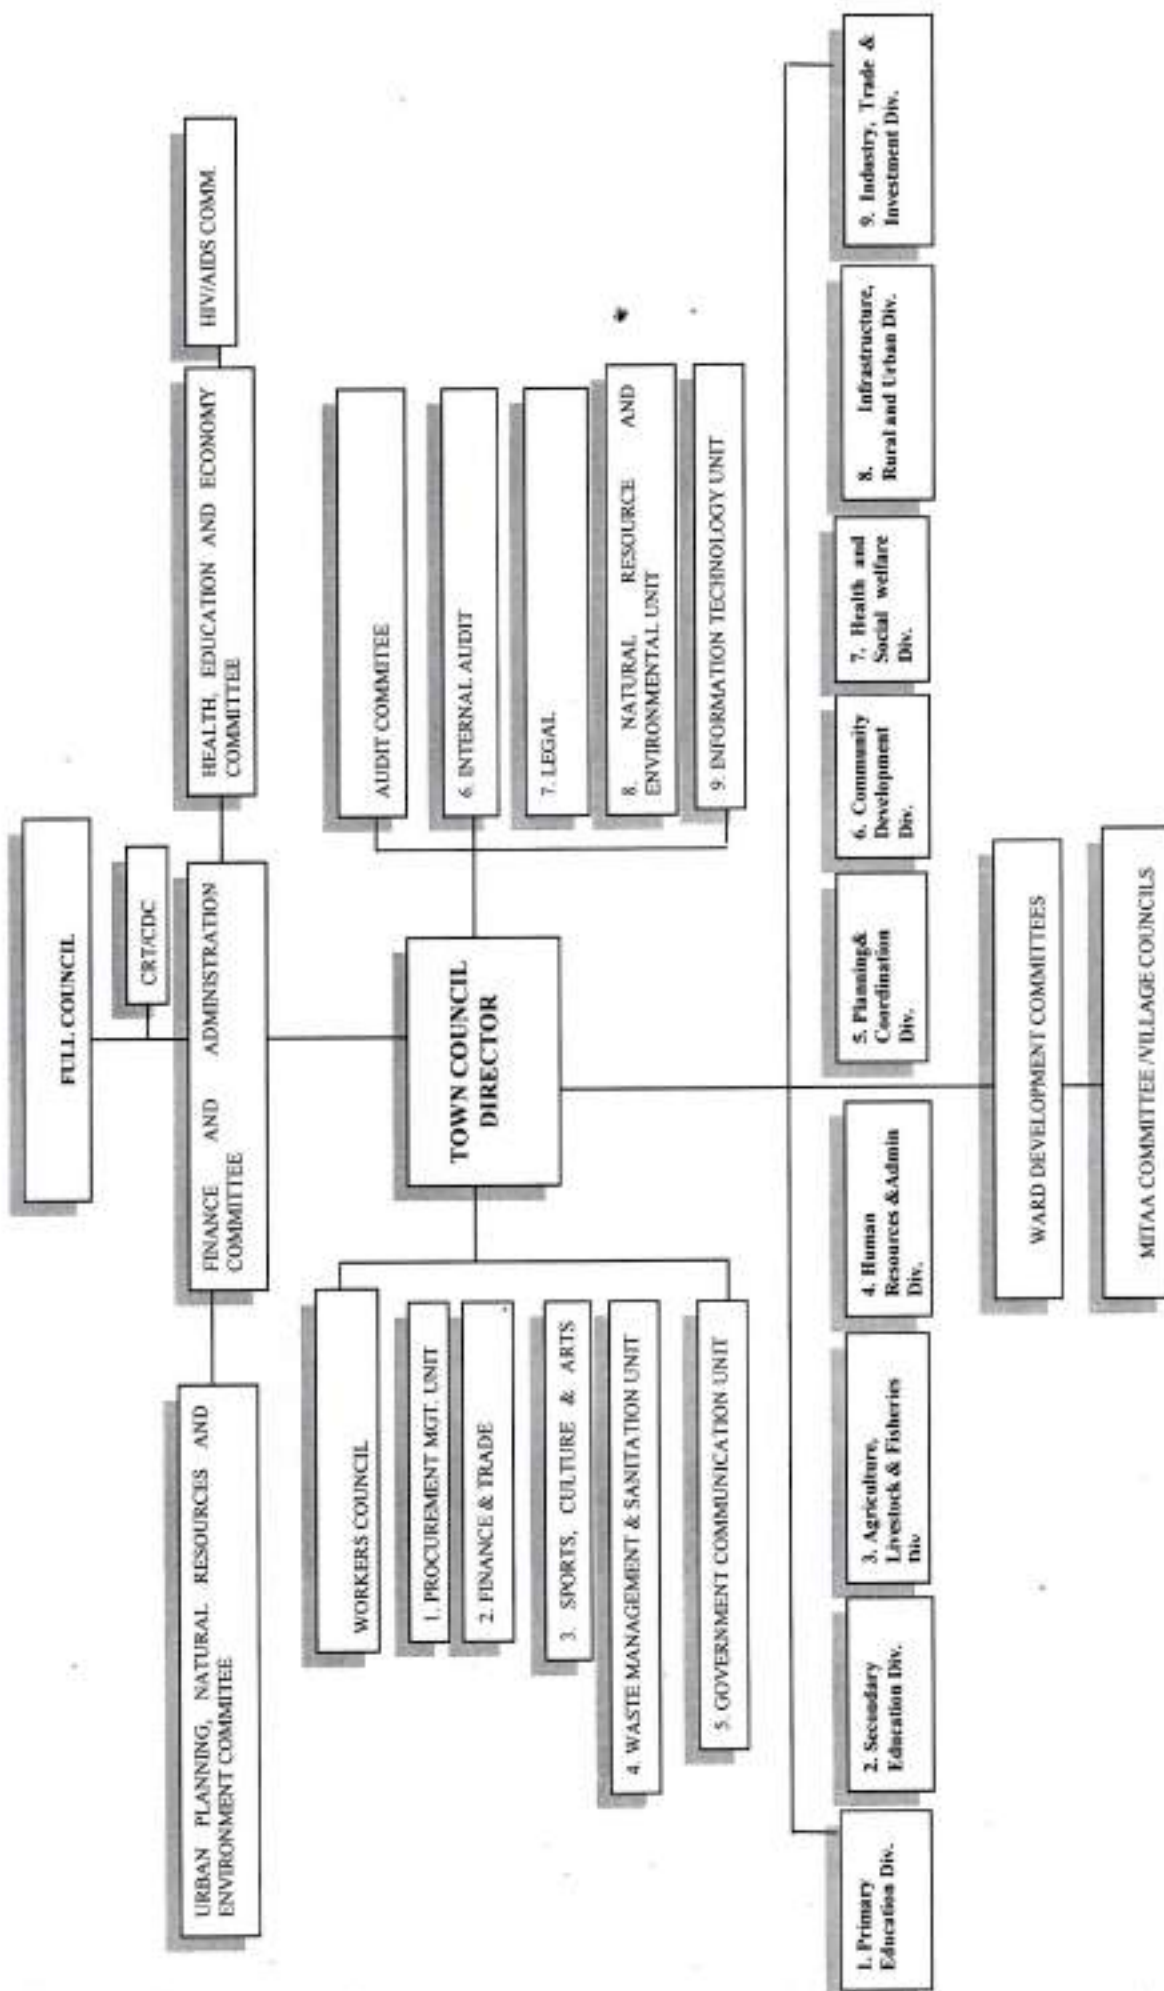 FULL COUNCIL
CRT/CDC
URBAN PLANNING, NATURAL RESOURCES AND
ENVIRONMENT COMMITEE
FINANCE AND ADMINISTRATION
COMMITTEE
HEALTH, EDUCATION AND ECONOMY
COMMITTEE
HIV/AIDS COMM.
TOWN COUNCIL
DIRECTOR
WORKERS COUNCIL
1. PROCUREMENT MGT. UNIT
2. FINANCE & TRADE
3. SPORTS, CULTURE & ARTS
4. WASTE MANAGEMENT & SANITATION UNIT
5. GOVERNMENT COMMUNICATION UNIT
AUDIT COMMITEE
6. INTERNAL AUDIT
7. LEGAL
8. NATURAL RESOURCE AND
ENVIRONMENTAL UNIT
9. INFORMATION TECHNOLOGY UNIT
1. Primary
Education Div.
2. Secondary
Education Div.
3. Agriculture,
Livestock & Fisheries
Div
4. Human
Resources &Admin
Div.
5. Planning&
Coordination
Div.
6. Community
Development
Div.
7. Health and
Social welfare
Div.
8. Infrastructure,
Rural and Urban Div.
9. Industry, Trade &
Investment Div.
WARD DEVELOPMENT COMMITTEES
MITAA COMMITTEE /VILLAGE COUNCILS